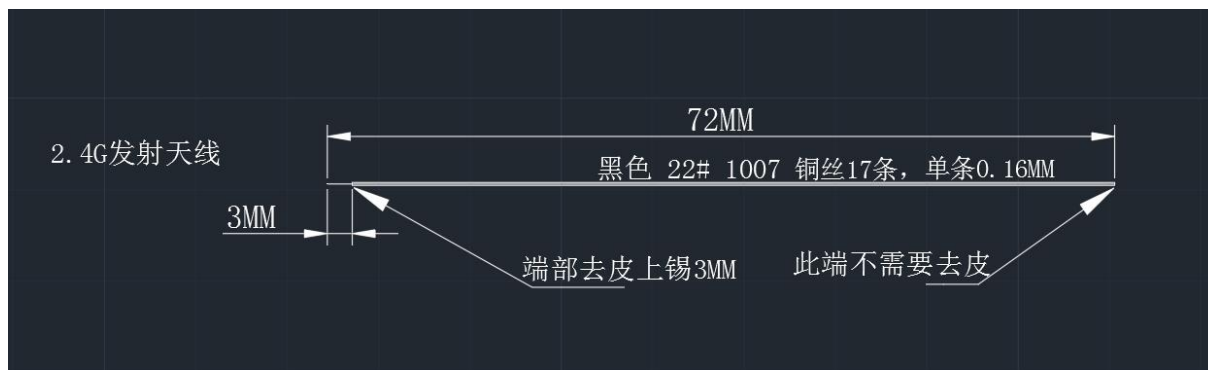 72MM
2.4G发射天线
黑色 22# 1007 铜丝17条，单条0.16MM
3MM
端部去皮上锡3MM
此端不需要去皮